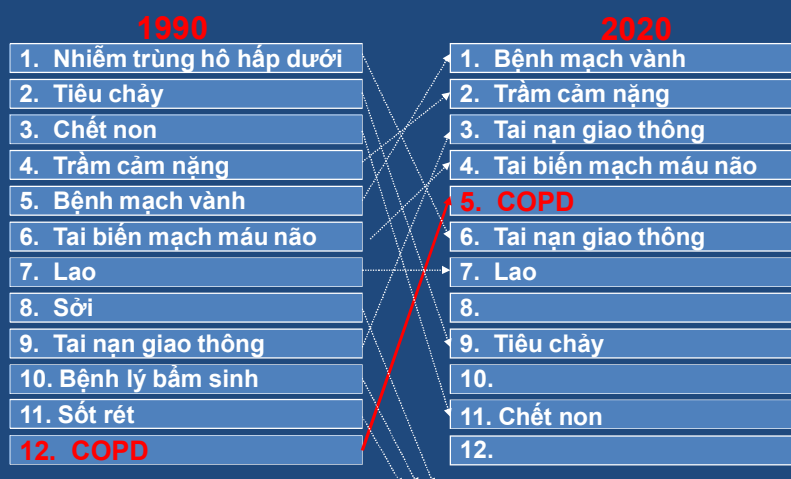 1990
1. Nhiễm trùng hô hấp dưới
2. Tiêu chảy
3. Chết non
4. Trầm cảm nặng
5. Bệnh mạch vành
6. Tai biến mạch máu não
7. Lao
8. Sởi
9. Tai nạn giao thông
10. Bệnh lý bẩm sinh
11. Sốt rét
12. COPD
2020
1. Bệnh mạch vành
2. Trầm cảm nặng
3. Tai nạn giao thông
4. Tai biến mạch máu não
5. COPD
6. Tai nạn giao thông
7. Lao
8.
9. Tiêu chảy
10.
11. Chết non
12.